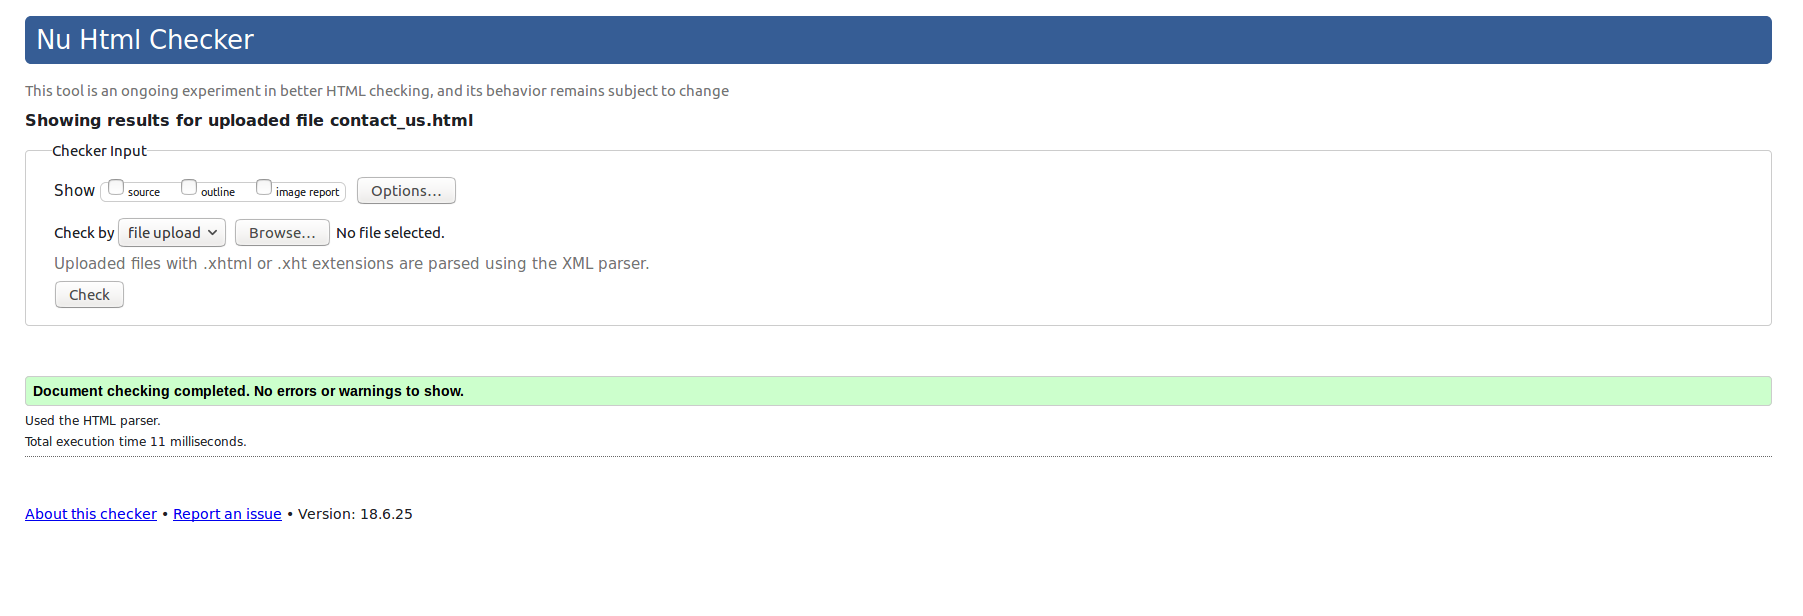 Nu Html Checker
This tool is an ongoing experiment in better HTML checking, and its behavior remains subject to change
Showing results for uploaded file contact_us.html
Checker Input
Show source outline image report Options...
Check by file upload Browse... No file selected.
Uploaded files with .xhtml or .xht extensions are parsed using the XML parser.
Check
Document checking completed. No errors or warnings to show.
Used the HTML parser.
Total execution time 11 milliseconds.
About this checker • Report an issue • Version: 18.6.25